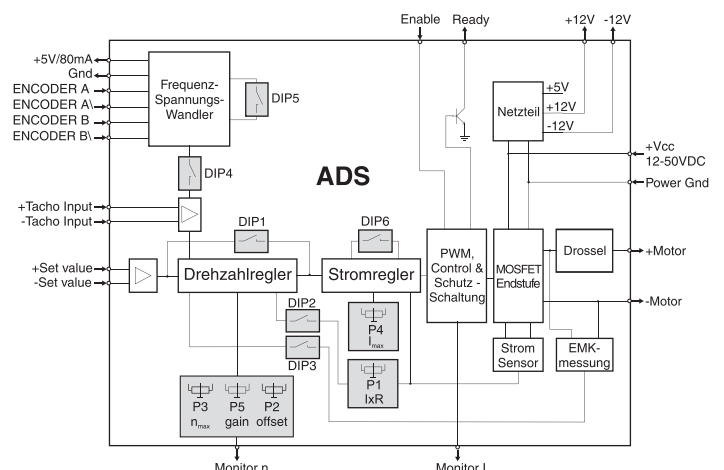 Enable
Ready
+12V
-12V
+5V/80mA
Gnd
ENCODER A
ENCODER A\
ENCODER B
ENCODER B\
Frequenz-
Spannungs-
Wandler
DIP5
DIP4
ADS
Netzteil
+5V
+12V
-12V
+Vcc
12-50VDC
Power Gnd
+Tacho Input
-Tacho Input
DIP1
DIP6
+Set value
-Set value
Drehzahlregler
Stromregler
PWM,
Control &
Schutz -
Schaltung
MOSFET
Endstufe
Drossel
+Motor
-Motor
DIP2
DIP3
P4
Imax
P1
IxR
Strom
Sensor
EMK-
messung
P3
nmax
P5
gain
P2
offset
Monitor n
Monitor I